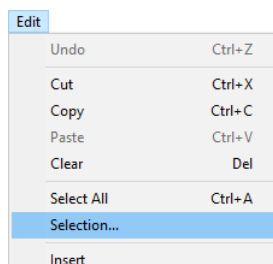 Edit
Undo Ctrl+Z
Cut Ctrl+X
Copy Ctrl+C
Paste Ctrl+V
Clear Del
Select All Ctrl+A
Selection...
Insert